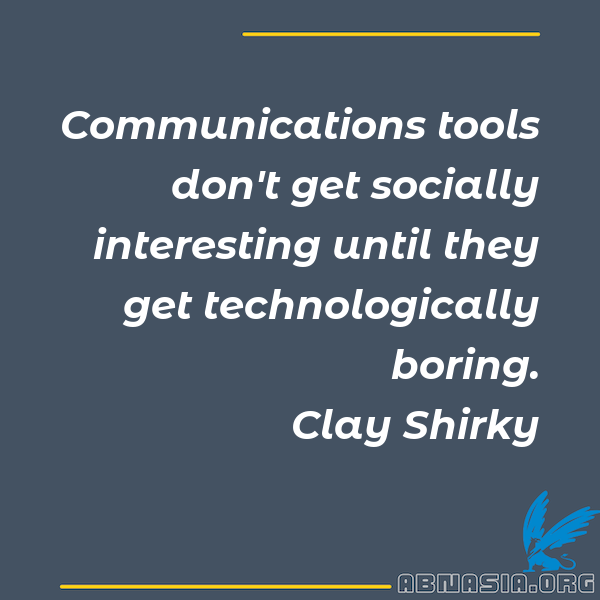 Communications tools
don't get socially
interesting until they
get technologically
boring.
Clay Shirky
ABNASIA.ORG